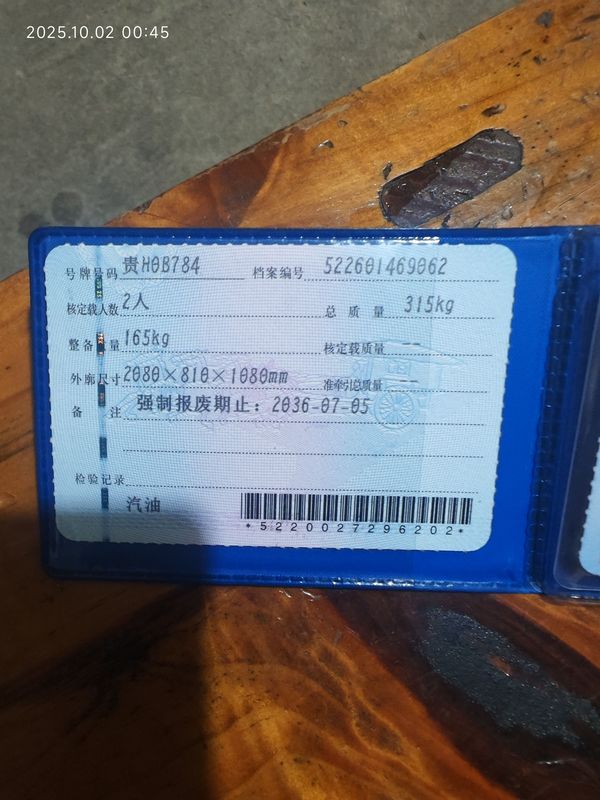 2025.10.02 00:45
号牌号码 贵H0B784 档案编号 522601469062
核定载人数 2人 总质量 315kg
整备质量 165kg 核定载质量 --
外廓尺寸 2080×810×1080mm 准牵引总质量 --
备注 强制报废期止：2036-07-05
检验记录
汽油
*5220027296202*